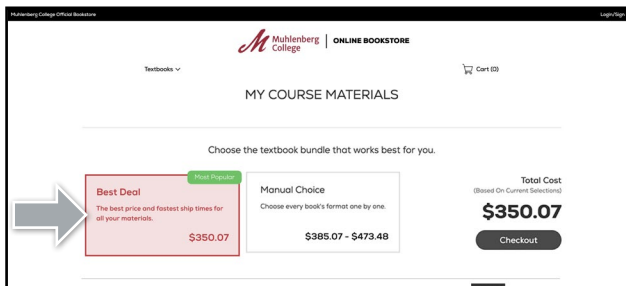 Muhlenberg College Official Bookstore
Login/Sign
Muhlenberg College
ONLINE BOOKSTORE
Textbooks
Cart (0)
MY COURSE MATERIALS
Choose the textbook bundle that works best for you.
Most Popular
Best Deal
The best price and fastest ship times for
all your materials.
$350.07
Manual Choice
Choose every book's format one by one.
$385.07 - $473.48
Total Cost
(Based On Current Selections)
$350.07
Checkout